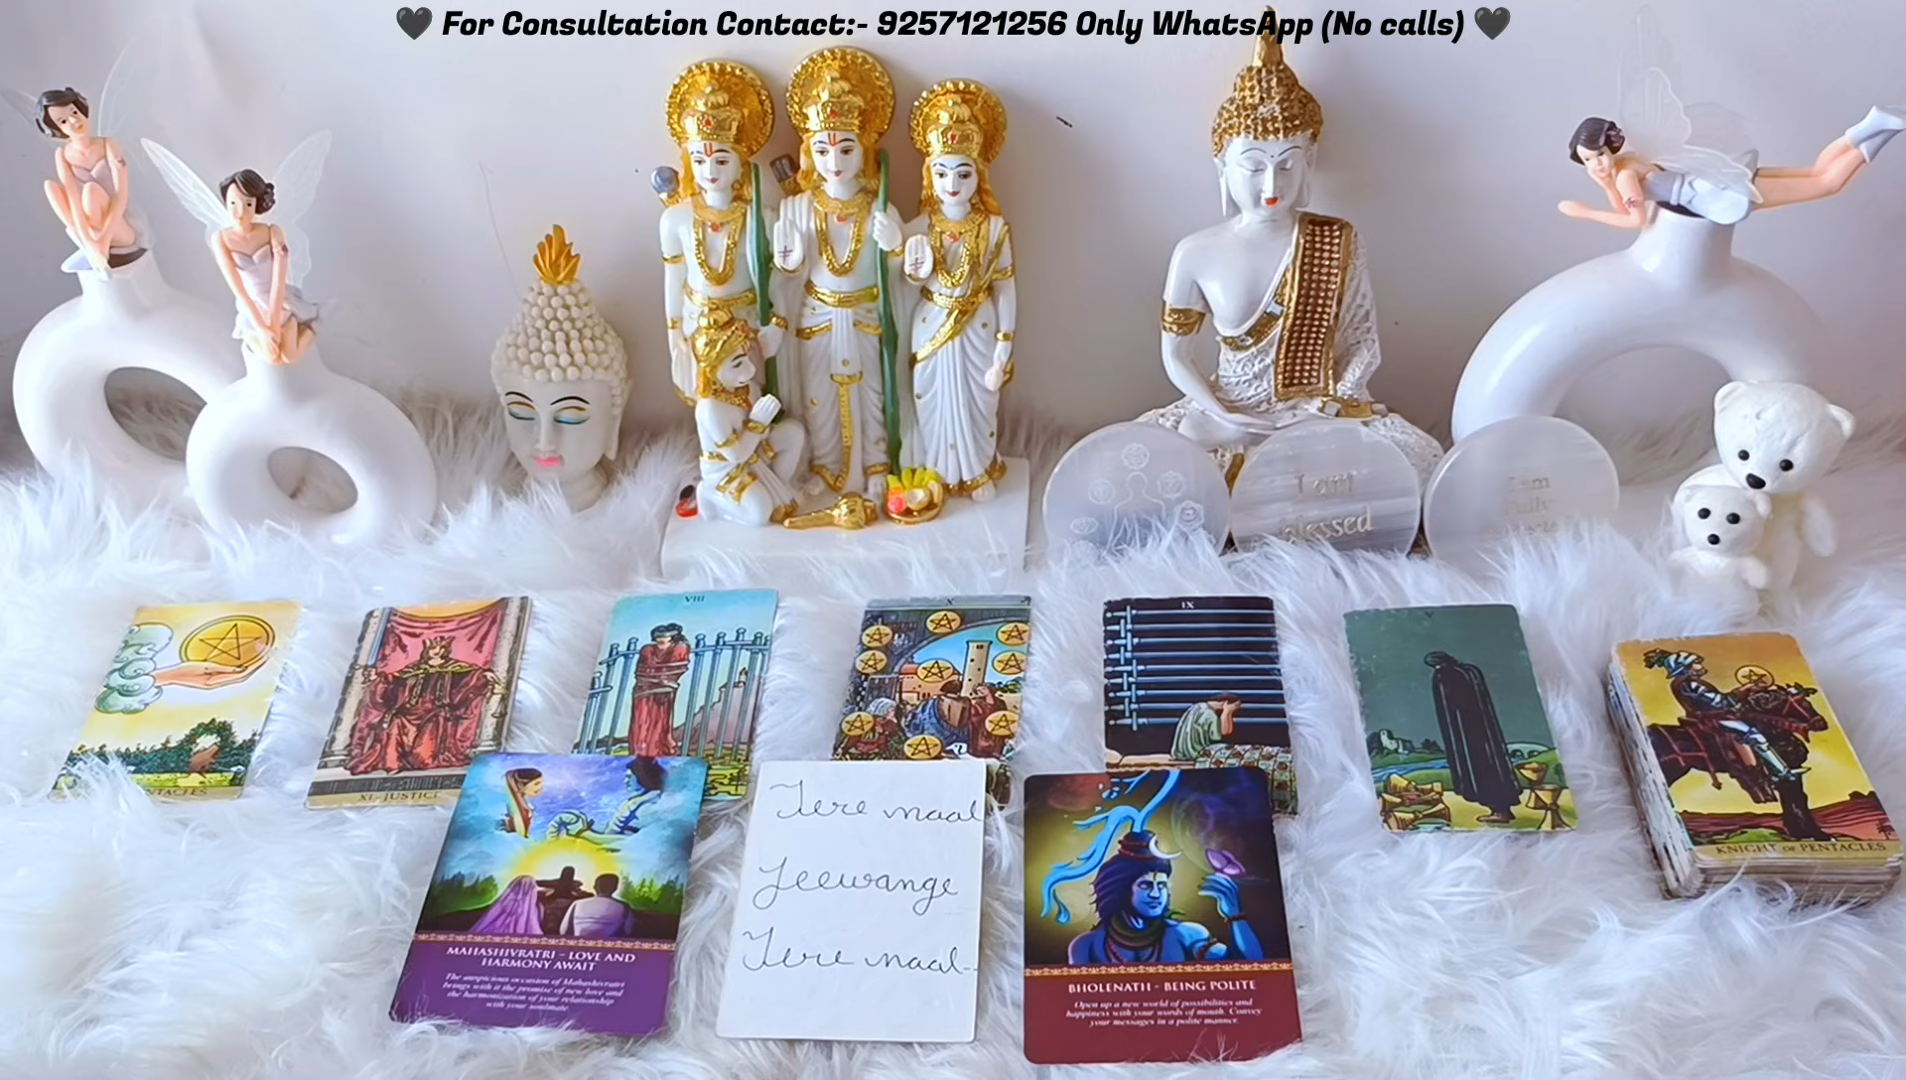 🖤 For Consultation Contact:- 9257121256 Only WhatsApp (No calls) 🖤
I am
blessed
I am
Fully
VIII
X
IX
V
XI. JUSTICE
KNIGHT OF PENTACLES
MAHASHIVRATRI - LOVE AND
HARMONY AWAIT
The auspicious occasion of Mahashivratri
brings with it the promise of new love and
the harmonization of your relationship
with your soulmate.
Tere naal
Jeewange
Tere naal--
BHOLENATH - BEING POLITE
Open up a new world of possibilities and
happiness with your words of mouth. Convey
your messages in a polite manner.